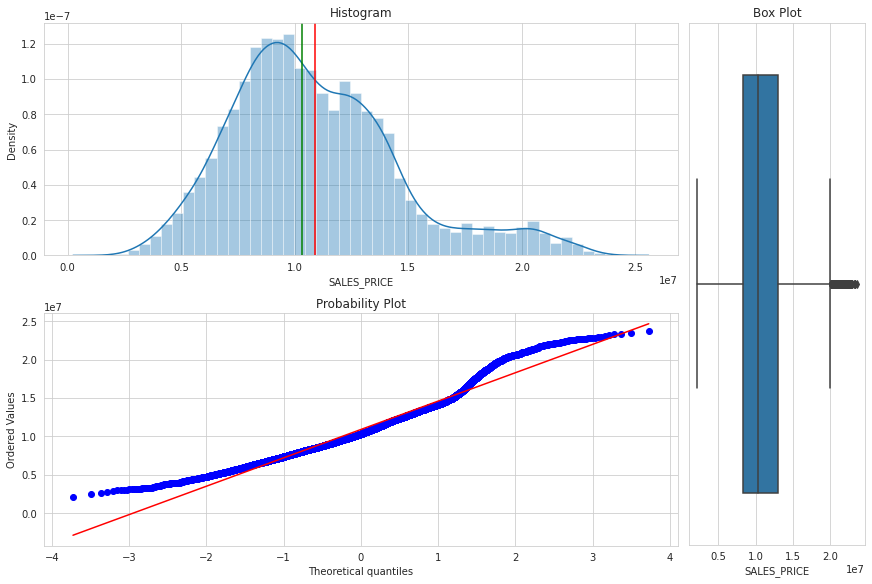 Histogram
1e−7
1.2
1.0
0.8
0.6
0.4
0.2
0.0
Density
0.0 0.5 1.0 1.5 2.0 2.5
SALES_PRICE
1e7
Probability Plot
1e7
2.5
2.0
1.5
1.0
0.5
0.0
Ordered Values
−4 −3 −2 −1 0 1 2 3 4
Theoretical quantiles
Box Plot
0.5 1.0 1.5 2.0
SALES_PRICE
1e7